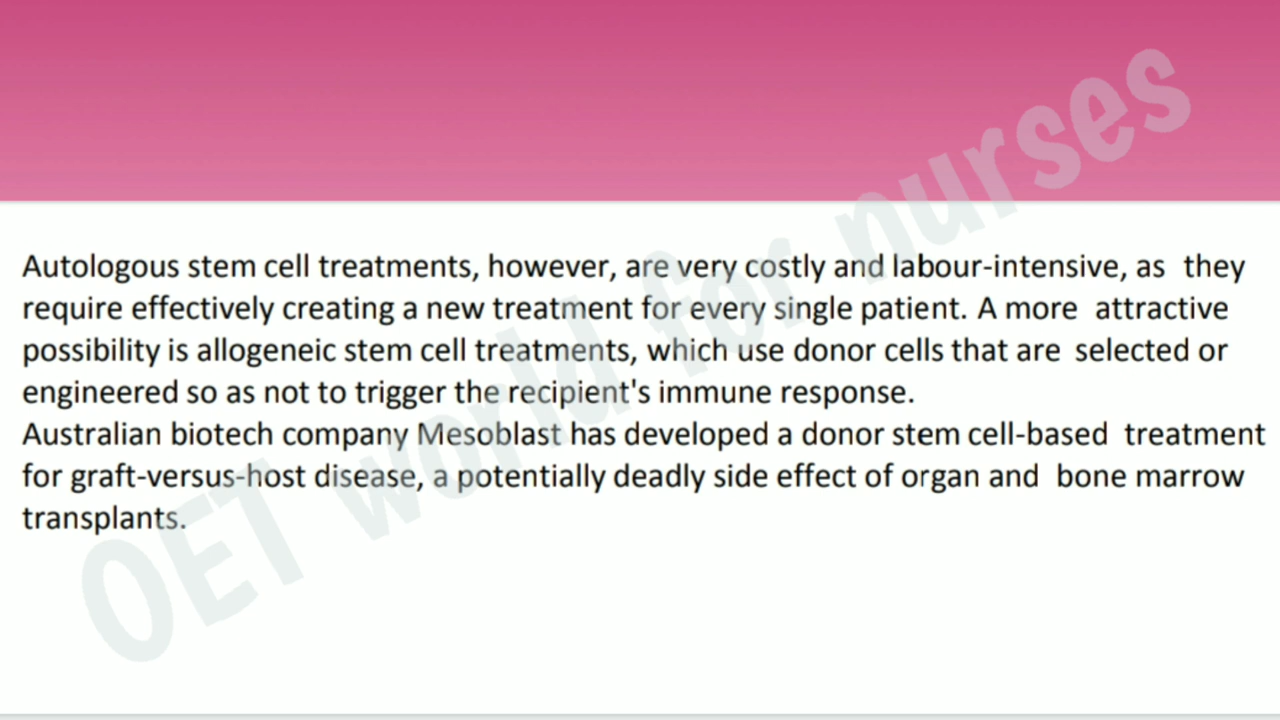 Autologous stem cell treatments, however, are very costly and labour-intensive, as they
require effectively creating a new treatment for every single patient. A more attractive
possibility is allogeneic stem cell treatments, which use donor cells that are selected or
engineered so as not to trigger the recipient's immune response.
Australian biotech company Mesoblast has developed a donor stem cell-based treatment
for graft-versus-host disease, a potentially deadly side effect of organ and bone marrow
transplants.
OET world for nurses